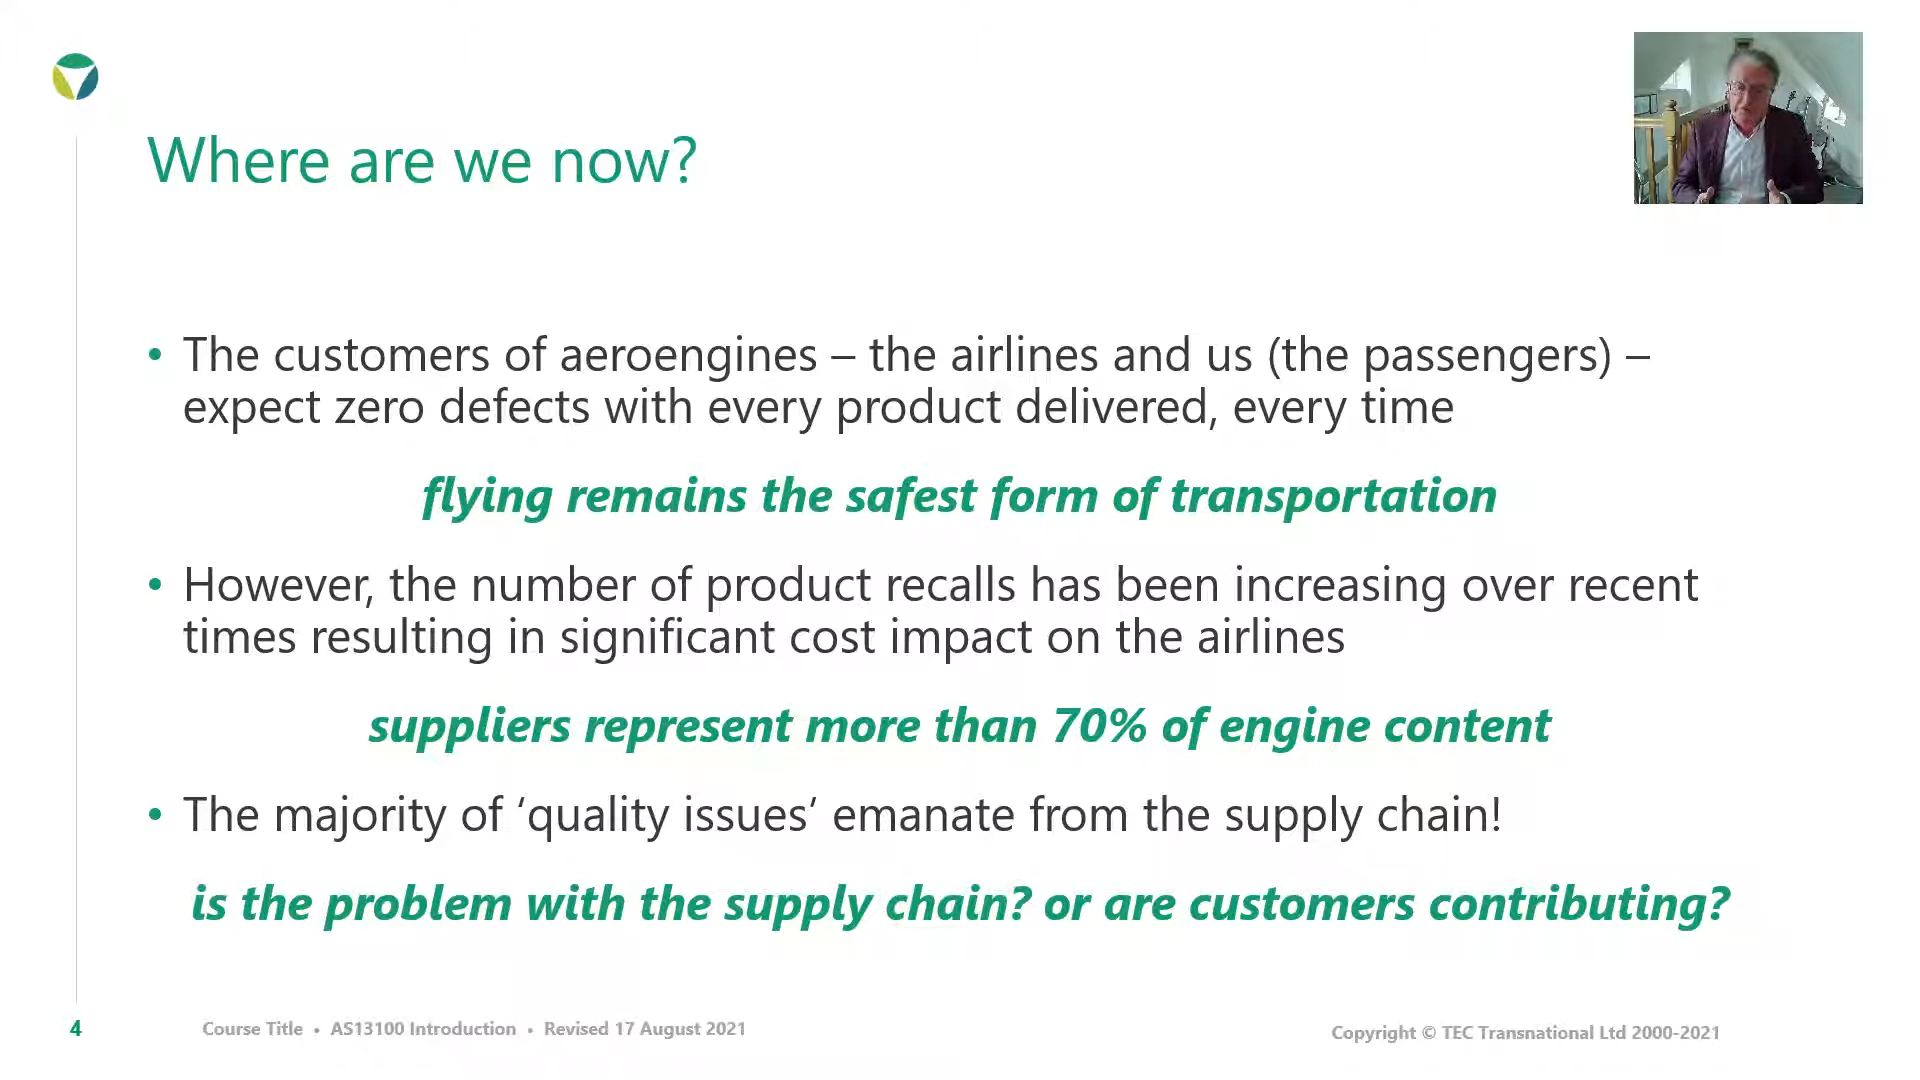 Where are we now?
• The customers of aeroengines – the airlines and us (the passengers) –
expect zero defects with every product delivered, every time
flying remains the safest form of transportation
• However, the number of product recalls has been increasing over recent
times resulting in significant cost impact on the airlines
suppliers represent more than 70% of engine content
• The majority of ‘quality issues’ emanate from the supply chain!
is the problem with the supply chain? or are customers contributing?
4
Course Title • AS13100 Introduction • Revised 17 August 2021
Copyright © TEC Transnational Ltd 2000-2021